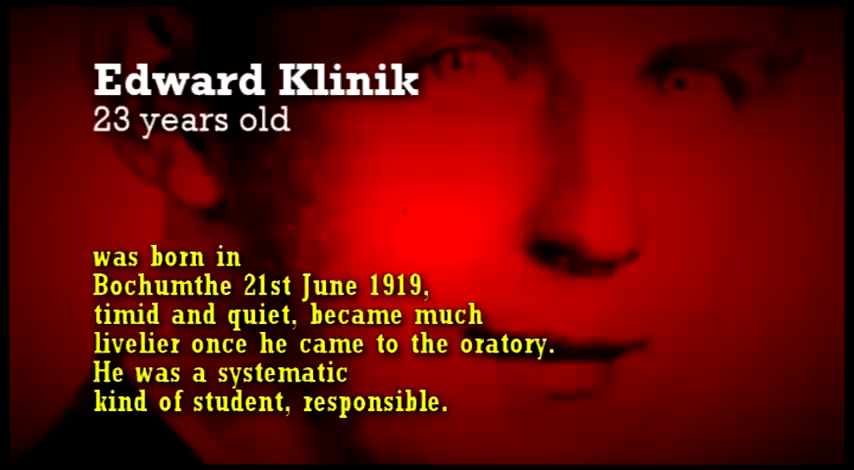 Edward Klinik
23 years old
was born in
Bochumthe 21st June 1919,
timid and quiet, became much
livelier once he came to the oratory.
He was a systematic
kind of student, responsible.